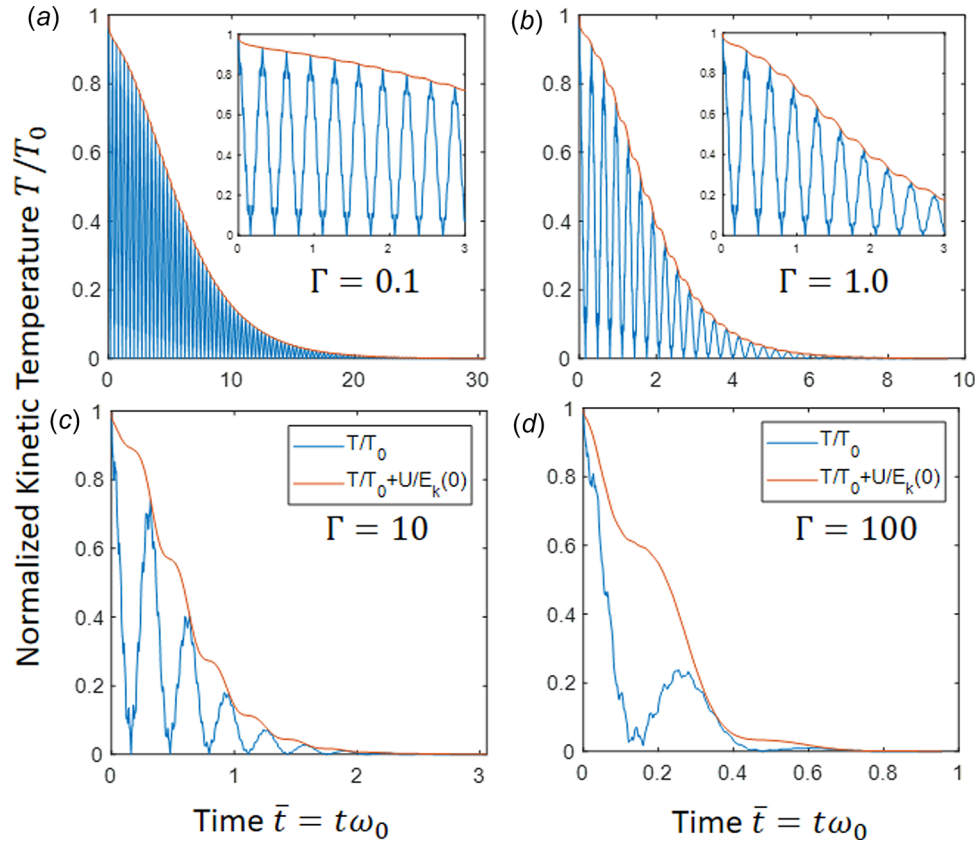 Normalized Kinetic Temperature T/T₀
(a)
1
0.8
0.6
0.4
0.2
0
0 10 20 30
1
0.8
0.6
0.4
0.2
0
0 1 2 3
Γ = 0.1
(b)
1
0.8
0.6
0.4
0.2
0
0 2 4 6 8 10
1
0.8
0.6
0.4
0.2
0
0 1 2 3
Γ = 1.0
(c)
1
0.8
0.6
0.4
0.2
0
0 1 2 3
T/T₀
T/T₀+U/Eₖ(0)
Γ = 10
(d)
1
0.8
0.6
0.4
0.2
0
0 0.2 0.4 0.6 0.8 1
T/T₀
T/T₀+U/Eₖ(0)
Γ = 100
Time t̄ = tω₀
Time t̄ = tω₀